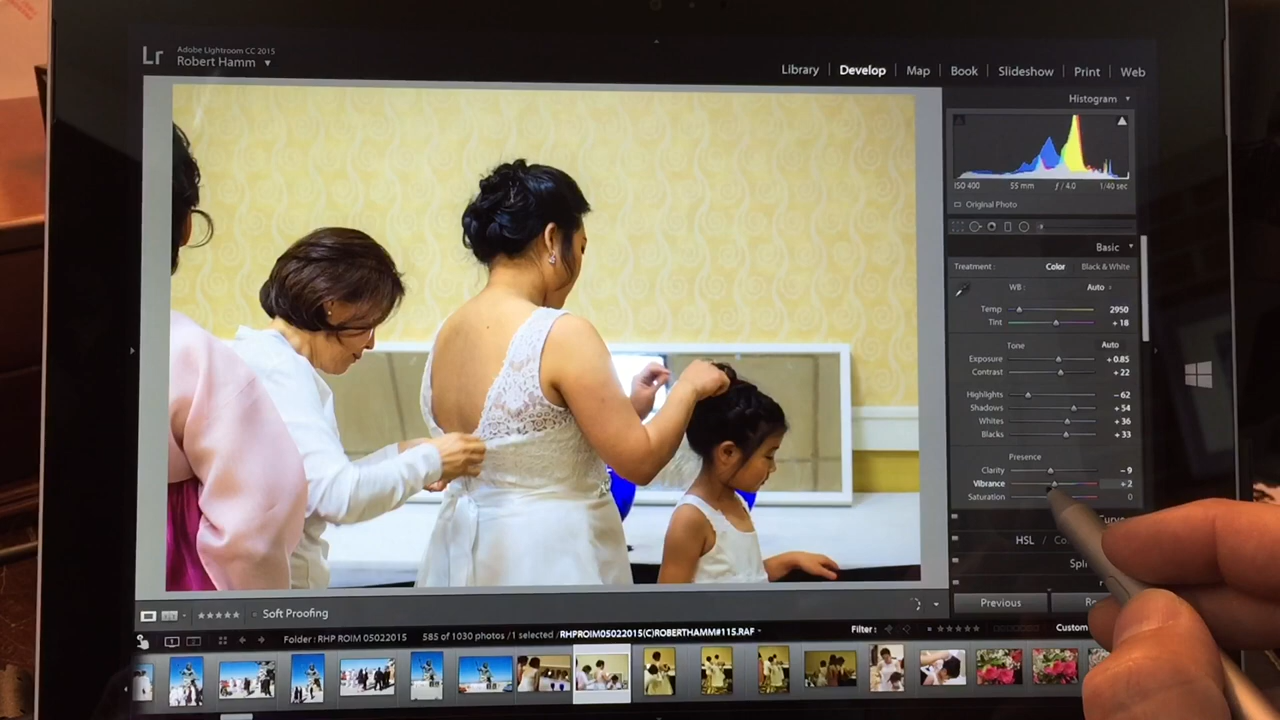 Lr
Adobe Lightroom CC 2015
Robert Hamm
Library | Develop | Map | Book | Slideshow | Print | Web
Histogram
ISO 400 55 mm ƒ / 4.0 1/40 sec
Original Photo
Basic
Treatment : Color Black & White
WB : Auto
Temp 2950
Tint + 18
Tone Auto
Exposure + 0.85
Contrast + 22
Highlights − 62
Shadows + 54
Whites + 36
Blacks + 33
Presence
Clarity − 9
Vibrance + 2
Saturation 0
HSL /
Previous
Soft Proofing
Folder : RHP ROIM 05022015 585 of 1030 photos / 1 selected / RHPROIM05022015(C)ROBERTHAMM#115.RAF
Filter :
Custom